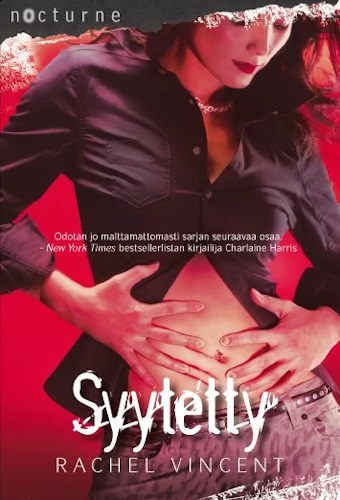 nocturne
Odotan jo malttamattomasti sarjan seuraavaa osaa.
- New York Times bestsellerlistan kirjailija Charlaine Harris
Syytetty
RACHEL VINCENT